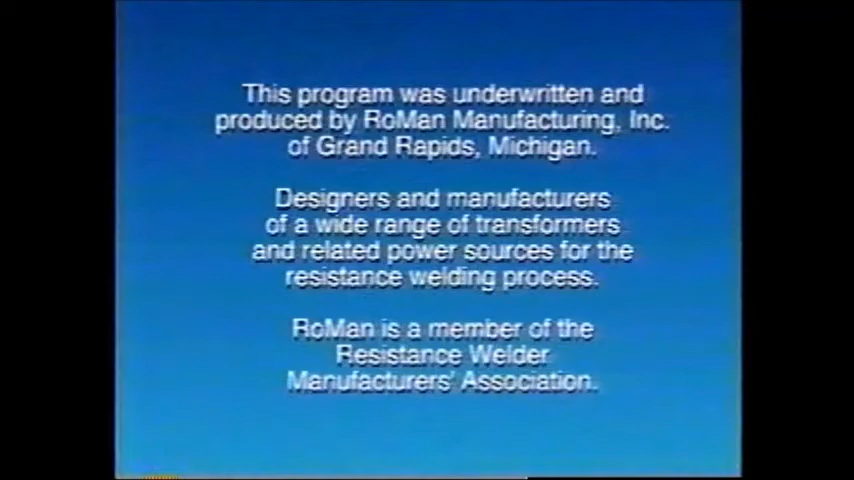 This program was underwritten and
produced by RoMan Manufacturing, Inc.
of Grand Rapids, Michigan.
Designers and manufacturers
of a wide range of transformers
and related power sources for the
resistance welding process.
RoMan is a member of the
Resistance Welder
Manufacturers' Association.